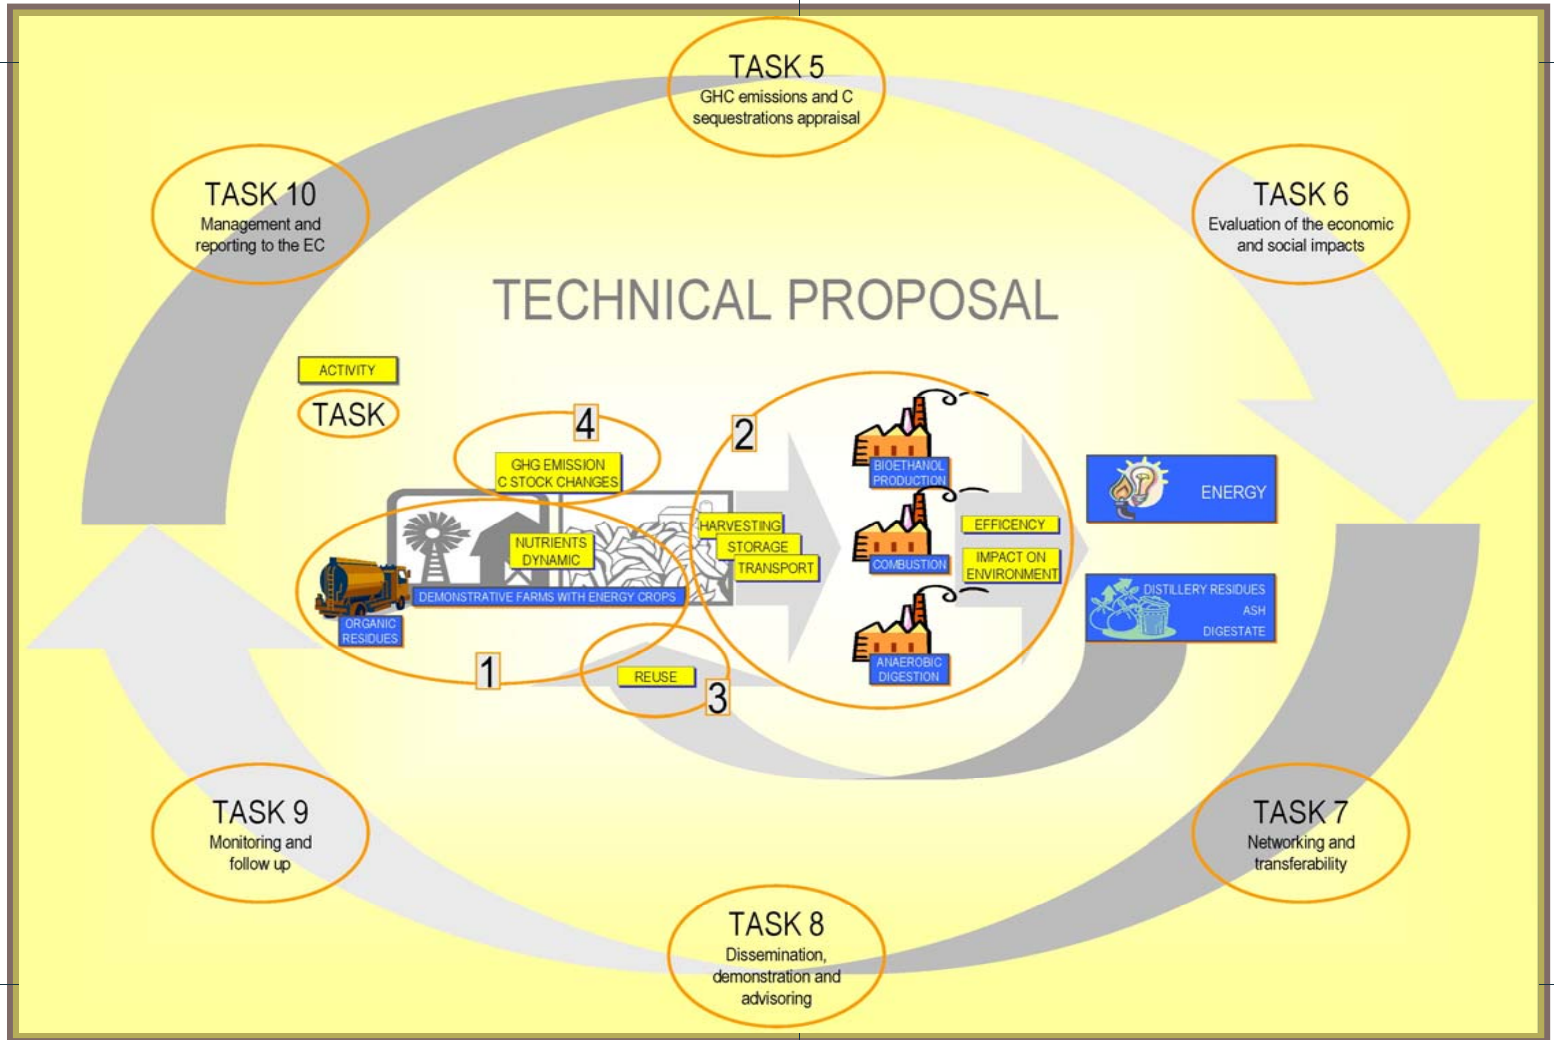 TASK 5
GHC emissions and C
sequestrations appraisal
TASK 10
Management and
reporting to the EC
TASK 6
Evaluation of the economic
and social impacts
TECHNICAL PROPOSAL
ACTIVITY
TASK
4
GHG EMISSION
C STOCK CHANGES
2
BIOETHANOL
PRODUCTION
ENERGY
HARVESTING
STORAGE
TRANSPORT
NUTRIENTS
DYNAMIC
EFFICENCY
IMPACT ON
ENVIRONMENT
COMBUSTION
DEMONSTRATIVE FARMS WITH ENERGY CROPS
ORGANIC
RESIDUES
DISTILLERY RESIDUES
ASH
DIGESTATE
1
REUSE
3
ANAEROBIC
DIGESTION
TASK 9
Monitoring and
follow up
TASK 7
Networking and
transferability
TASK 8
Dissemination,
demonstration and
advisoring